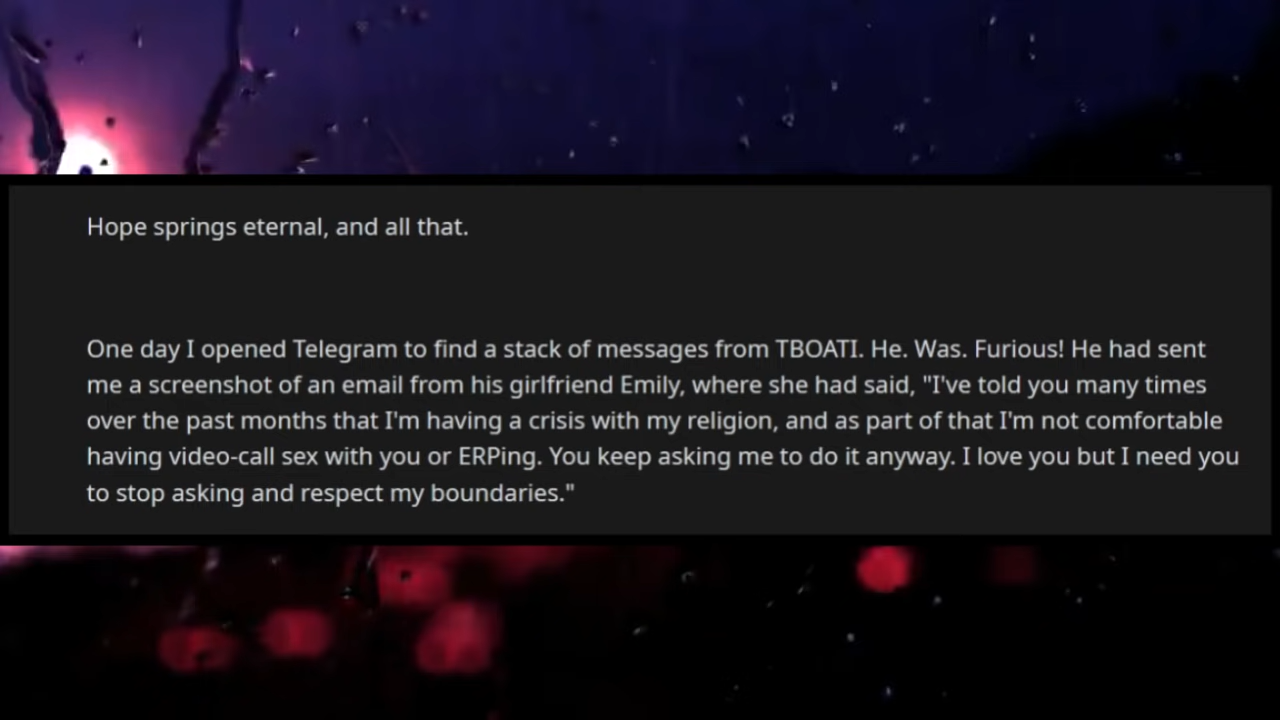 Hope springs eternal, and all that.
One day I opened Telegram to find a stack of messages from TBOATI. He. Was. Furious! He had sent
me a screenshot of an email from his girlfriend Emily, where she had said, "I've told you many times
over the past months that I'm having a crisis with my religion, and as part of that I'm not comfortable
having video-call sex with you or ERPing. You keep asking me to do it anyway. I love you but I need you
to stop asking and respect my boundaries."